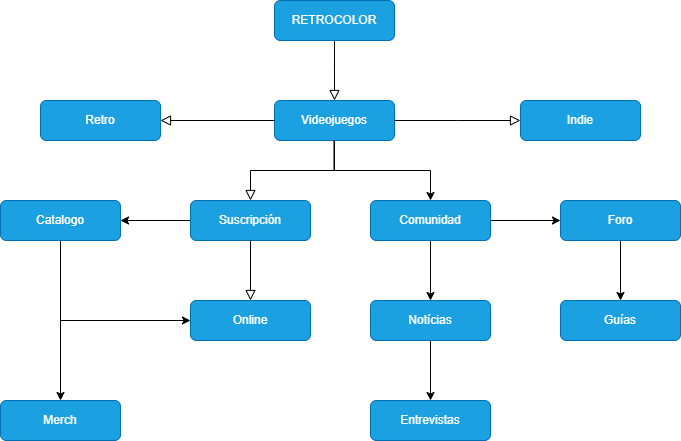 RETROCOLOR
Retro
Videojuegos
Indie
Catalogo
Suscripción
Comunidad
Foro
Online
Notícias
Guías
Merch
Entrevistas